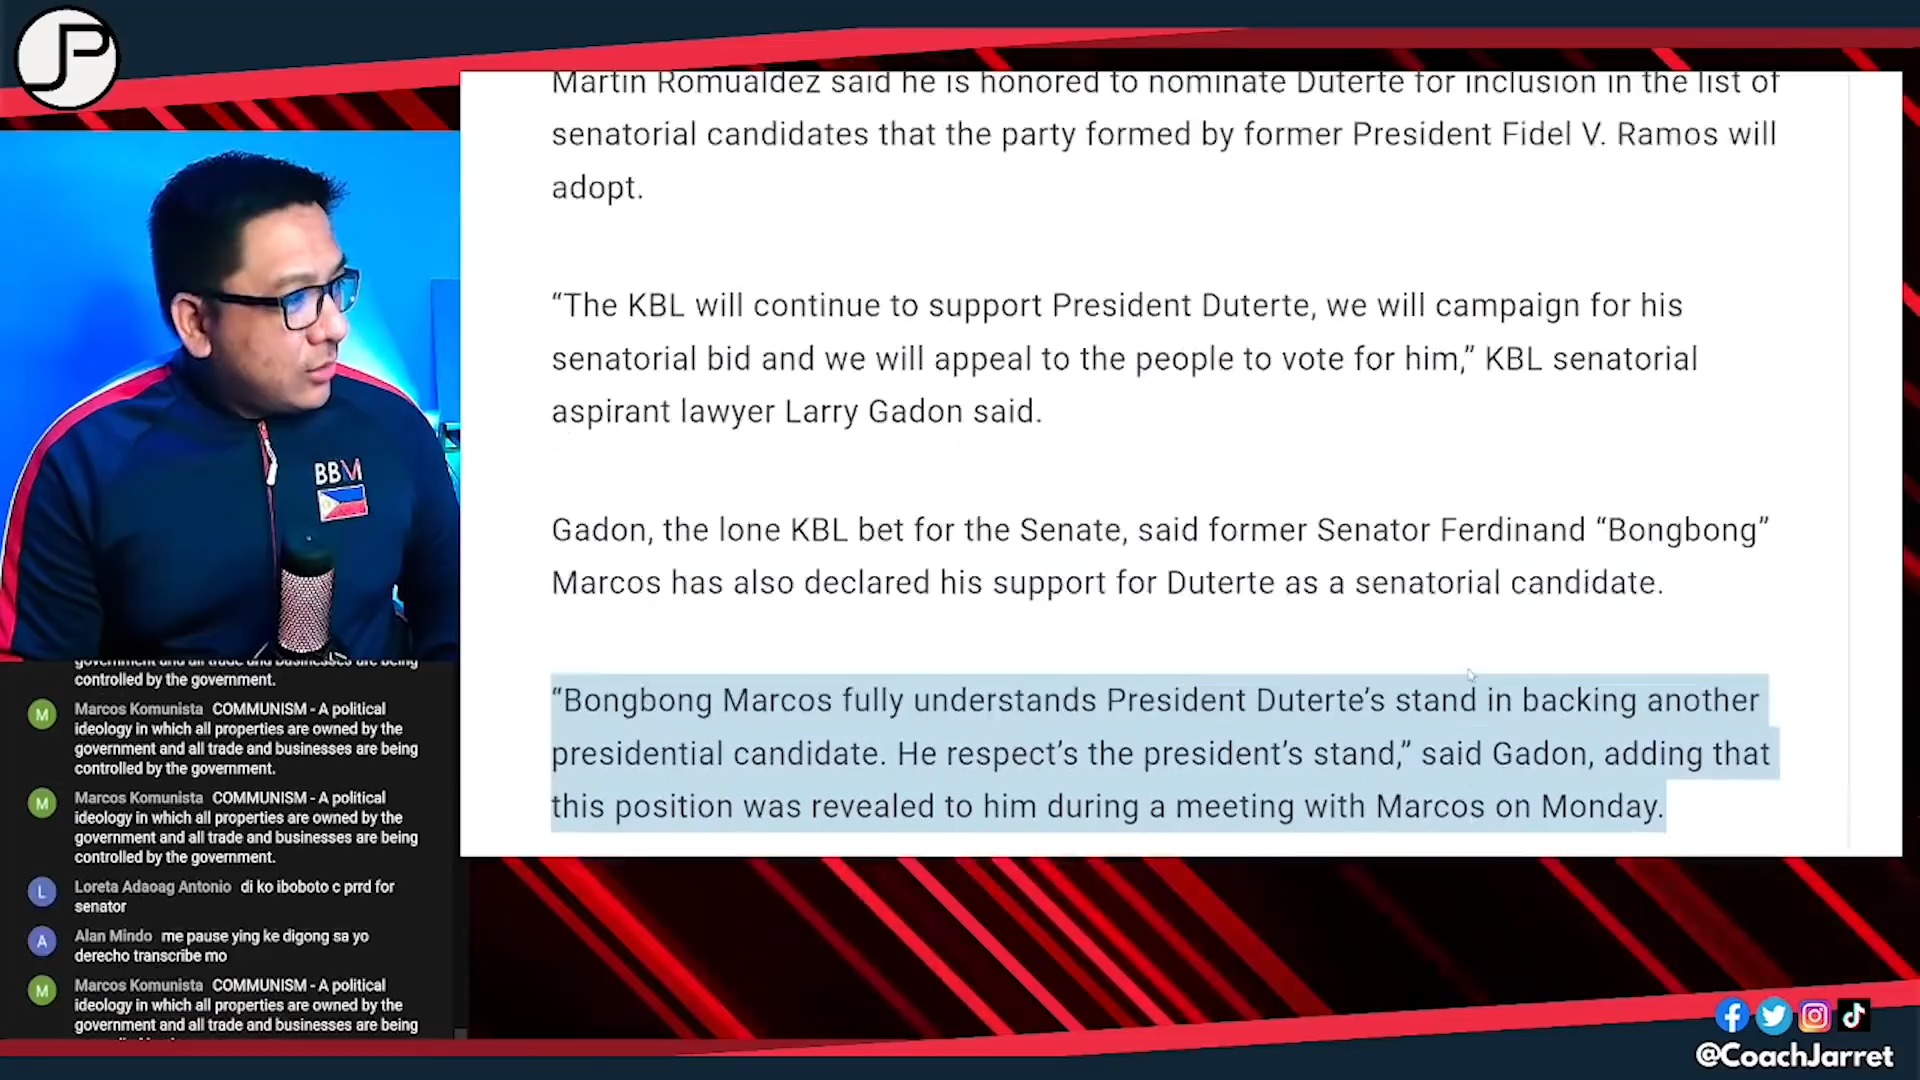 JP
Martin Romualdez said he is honored to nominate Duterte for inclusion in the list of
senatorial candidates that the party formed by former President Fidel V. Ramos will
adopt.
“The KBL will continue to support President Duterte, we will campaign for his
senatorial bid and we will appeal to the people to vote for him,” KBL senatorial
aspirant lawyer Larry Gadon said.
Gadon, the lone KBL bet for the Senate, said former Senator Ferdinand “Bongbong”
Marcos has also declared his support for Duterte as a senatorial candidate.
“Bongbong Marcos fully understands President Duterte’s stand in backing another
presidential candidate. He respect’s the president’s stand,” said Gadon, adding that
this position was revealed to him during a meeting with Marcos on Monday.
BBM
government and all trade and businesses are being
controlled by the government.
M
Marcos Komunista COMMUNISM - A political
ideology in which all properties are owned by the
government and all trade and businesses are being
controlled by the government.
M
Marcos Komunista COMMUNISM - A political
ideology in which all properties are owned by the
government and all trade and businesses are being
controlled by the government.
L
Loreta Adaoag Antonio di ko iboboto c prrd for
senator
A
Alan Mindo me pause ying ke digong sa yo
derecho transcribe mo
M
Marcos Komunista COMMUNISM - A political
ideology in which all properties are owned by the
government and all trade and businesses are being
@CoachJarret